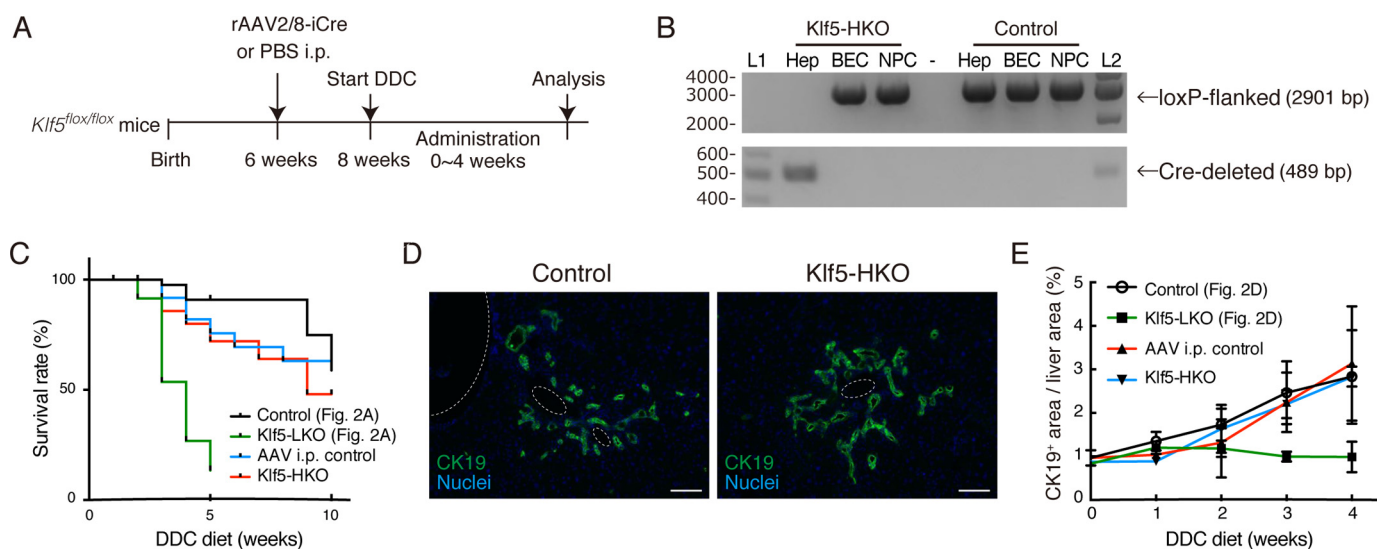 A
rAAV2/8-iCre
or PBS i.p.
Start DDC
Analysis
Klf5flox/flox mice
Administration
Birth
6 weeks
8 weeks
0~4 weeks
B
Klf5-HKO
Control
L1 Hep BEC NPC - Hep BEC NPC L2
4000-
3000-
2000-
←loxP-flanked (2901 bp)
600-
500-
400-
←Cre-deleted (489 bp)
C
Survival rate (%)
100
50
0
Control (Fig. 2A)
Klf5-LKO (Fig. 2A)
AAV i.p. control
Klf5-HKO
0 5 10
DDC diet (weeks)
D
Control
Klf5-HKO
CK19
Nuclei
CK19
Nuclei
E
CK19+ area / liver area (%)
5
4
3
2
1
1
0
Control (Fig. 2D)
Klf5-LKO (Fig. 2D)
AAV i.p. control
Klf5-HKO
0 1 2 3 4
DDC diet (weeks)